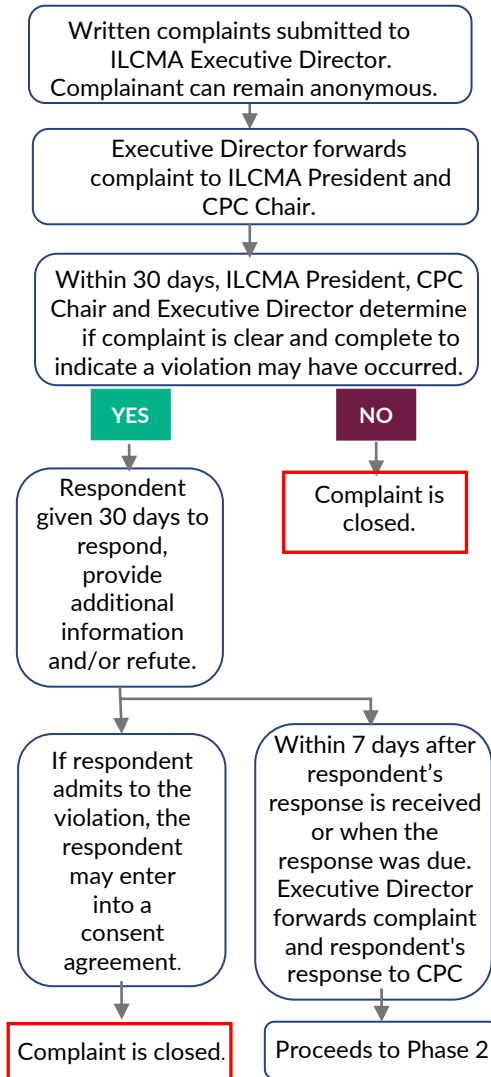 Written complaints submitted to
ILCMA Executive Director.
Complainant can remain anonymous.
Executive Director forwards
complaint to ILCMA President and
CPC Chair.
Within 30 days, ILCMA President, CPC
Chair and Executive Director determine
if complaint is clear and complete to
indicate a violation may have occurred.
YES
NO
Respondent
given 30 days to
respond,
provide
additional
information
and/or refute.
Complaint is
closed.
If respondent
admits to the
violation, the
respondent
may enter
into a
consent
agreement.
Within 7 days after
respondent’s
response is received
or when the
response was due.
Executive Director
forwards complaint
and respondent's
response to CPC
Complaint is closed.
Proceeds to Phase 2